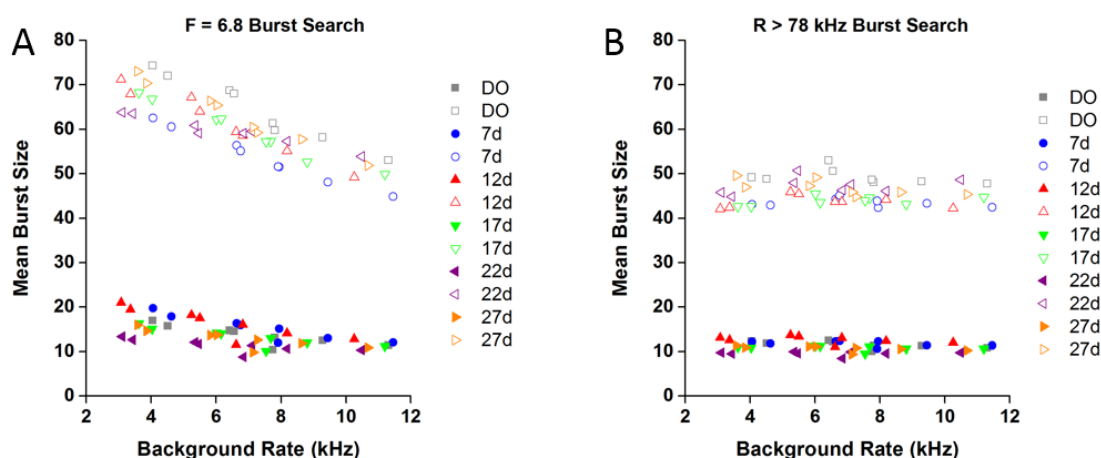 A
F = 6.8 Burst Search
80
70
60
50
40
30
20
10
0
2
4
6
8
10
12
Mean Burst Size
Background Rate (kHz)
DO
DO
7d
7d
12d
12d
17d
17d
22d
22d
27d
27d
B
R > 78 kHz Burst Search
80
70
60
50
40
30
20
10
0
2
4
6
8
10
12
Mean Burst Size
Background Rate (kHz)
DO
DO
7d
7d
12d
12d
17d
17d
22d
22d
27d
27d